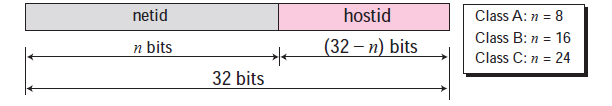 netid hostid
n bits (32 – n) bits
32 bits
Class A: n = 8
Class B: n = 16
Class C: n = 24